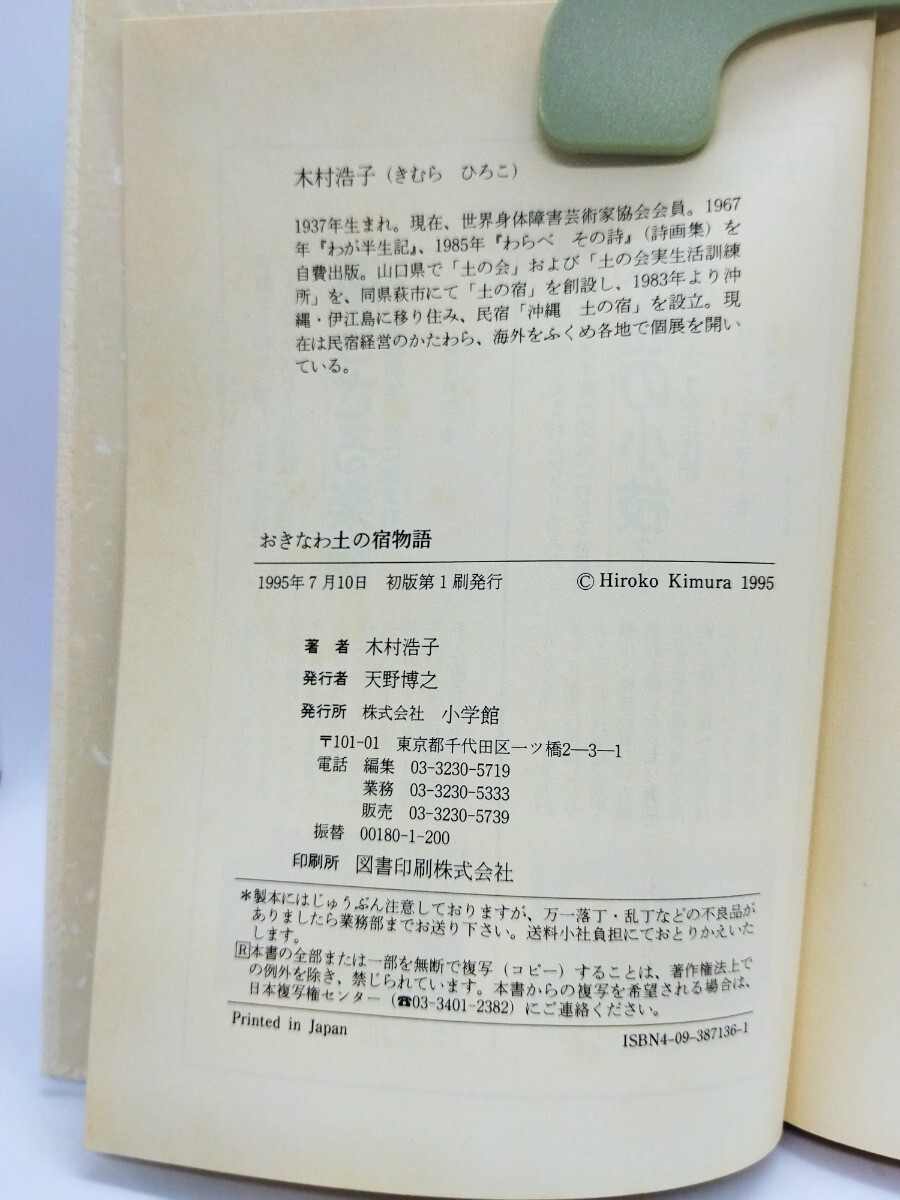 木村浩子（きむら　ひろこ）
1937年生まれ。現在、世界身体障害芸術家協会会員。1967
年『わが半生記』、1985年『わらべ　その詩』（詩画集）を
自費出版。山口県で「土の会」および「土の会実生活訓練
所」を、同県萩市にて「土の宿」を創設し、1983年より沖
縄・伊江島に移り住み、民宿「沖縄　土の宿」を設立。現
在は民宿経営のかたわら、海外をふくめ各地で個展を開い
ている。
おきなわ土の宿物語
1995年7月10日　初版第1刷発行　© Hiroko Kimura 1995
著　者　木村浩子
発行者　天野博之
発行所　株式会社　小学館
〒101-01　東京都千代田区一ツ橋2―3―1
電話　編集　03-3230-5719
業務　03-3230-5333
販売　03-3230-5739
振替　00180-1-200
印刷所　図書印刷株式会社
＊製本にはじゅうぶん注意しておりますが、万一落丁・乱丁などの不良品が
ありましたら業務部までお送り下さい。送料小社負担にておとりかえいた
します。
Ⓡ本書の全部または一部を無断で複写（コピー）することは、著作権法上で
の例外を除き、禁じられています。本書からの複写を希望される場合は、
日本複写権センター（☎03-3401-2382）にご連絡ください。
Printed in Japan　ISBN4-09-387136-1